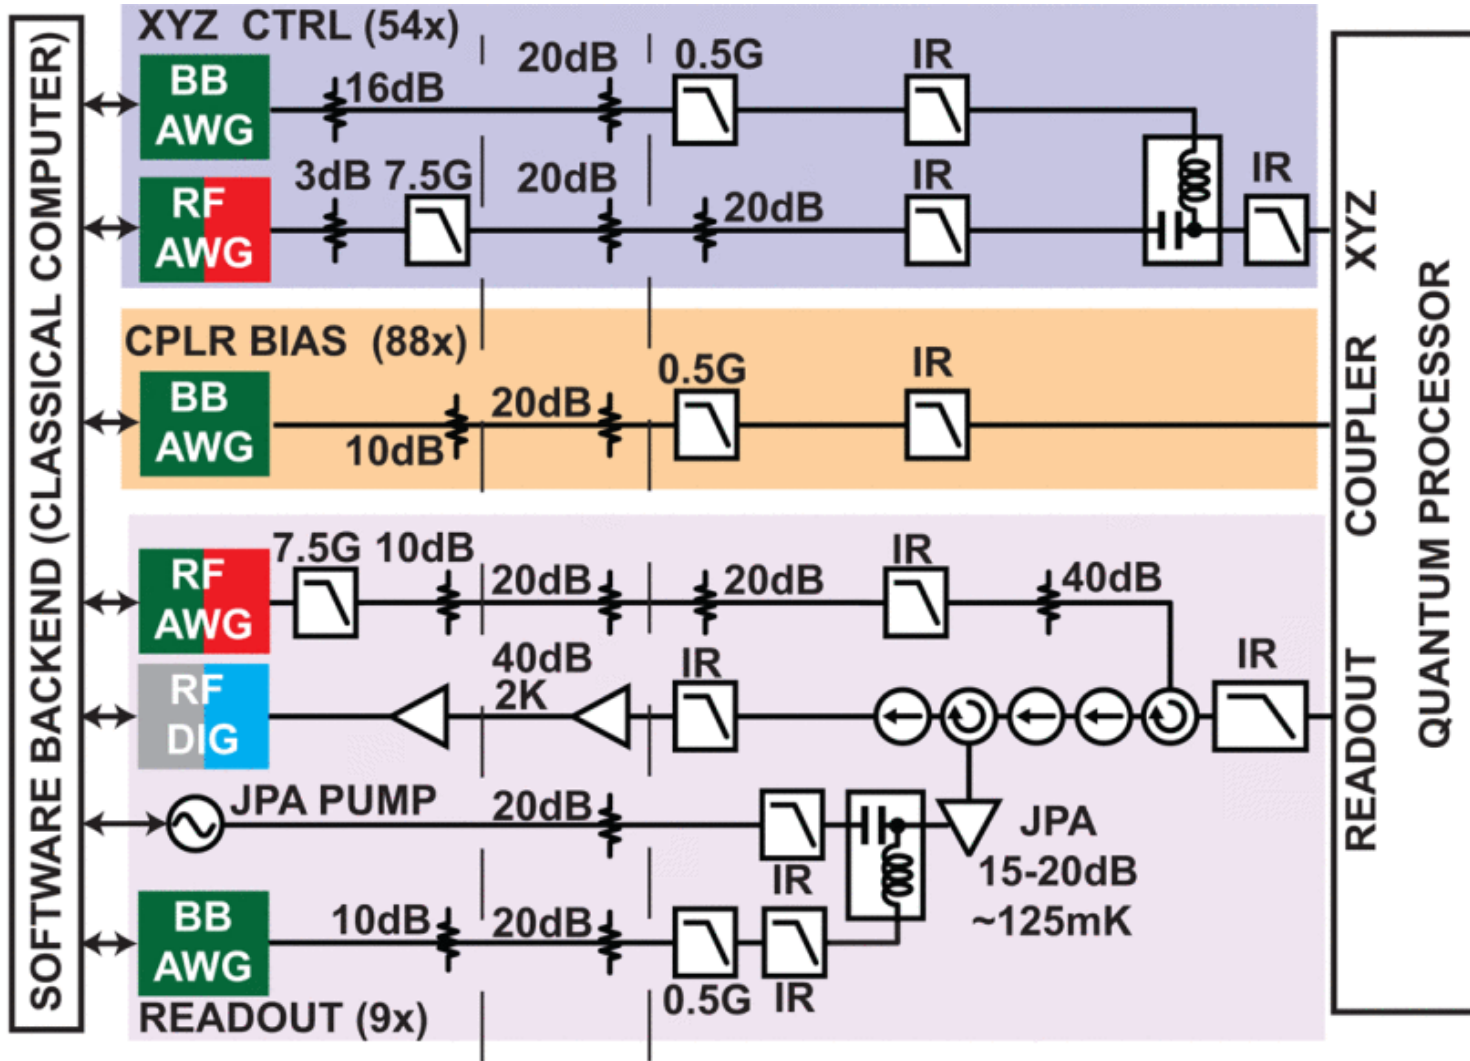 SOFTWARE BACKEND (CLASSICAL COMPUTER)
XYZ CTRL (54x)
BB
AWG
16dB
20dB
0.5G
IR
RF
AWG
3dB
7.5G
20dB
20dB
IR
IR
CPLR BIAS (88x)
BB
AWG
10dB
20dB
0.5G
IR
RF
AWG
7.5G
10dB
20dB
20dB
IR
40dB
RF
DIG
40dB
2K
IR
IR
JPA PUMP
20dB
IR
JPA
15-20dB
~125mK
BB
AWG
10dB
20dB
0.5G
IR
READOUT (9x)
XYZ
COUPLER
READOUT
QUANTUM PROCESSOR